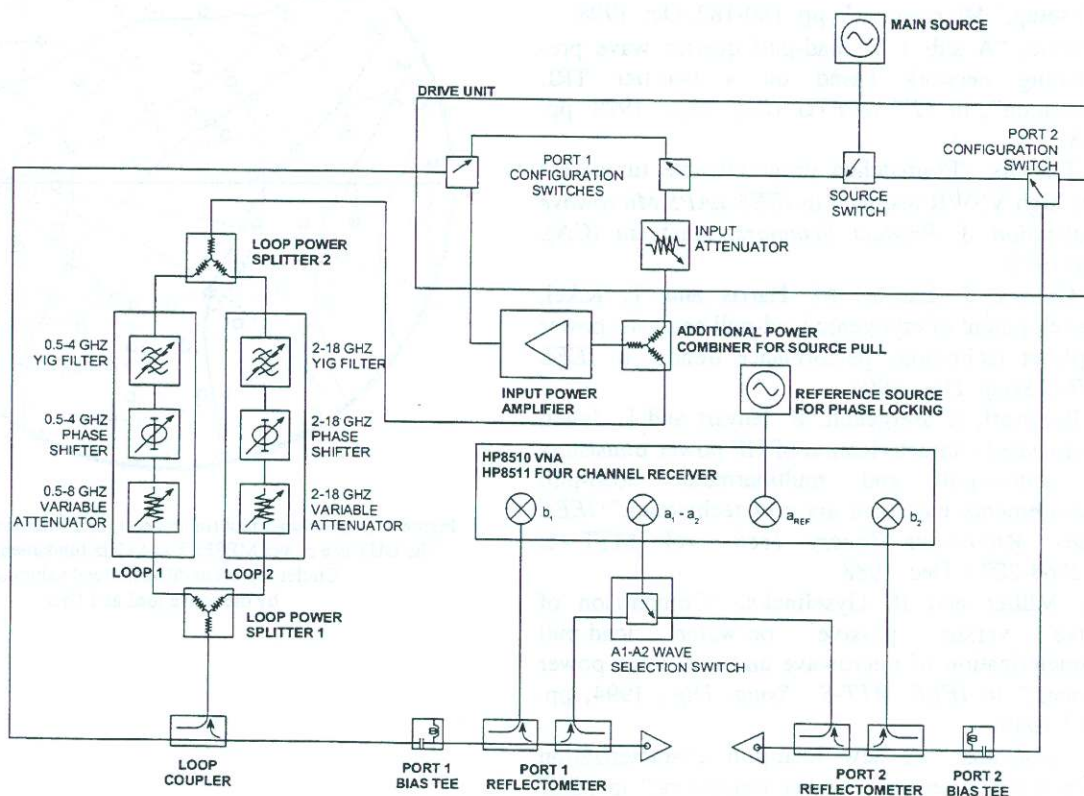 MAIN SOURCE
DRIVE UNIT
PORT 1
CONFIGURATION
SWITCHES
PORT 2
CONFIGURATION
SWITCH
SOURCE
SWITCH
LOOP POWER
SPLITTER 2
INPUT
ATTENUATOR
0.5-4 GHZ
YIG FILTER
2-18 GHZ
YIG FILTER
INPUT POWER
AMPLIFIER
ADDITIONAL POWER
COMBINER FOR SOURCE PULL
REFERENCE SOURCE
FOR PHASE LOCKING
0.5-4 GHZ
PHASE
SHIFTER
2-18 GHZ
PHASE
SHIFTER
HP8510 VNA
HP8511 FOUR CHANNEL RECEIVER
b1
a1 - a2
aREF
b2
0.5-8 GHZ
VARIABLE
ATTENUATOR
2-18 GHZ
VARIABLE
ATTENUATOR
LOOP 1
LOOP 2
LOOP POWER
SPLITTER 1
A1-A2 WAVE
SELECTION SWITCH
LOOP
COUPLER
PORT 1
BIAS TEE
PORT 1
REFLECTOMETER
PORT 2
REFLECTOMETER
PORT 2
BIAS TEE